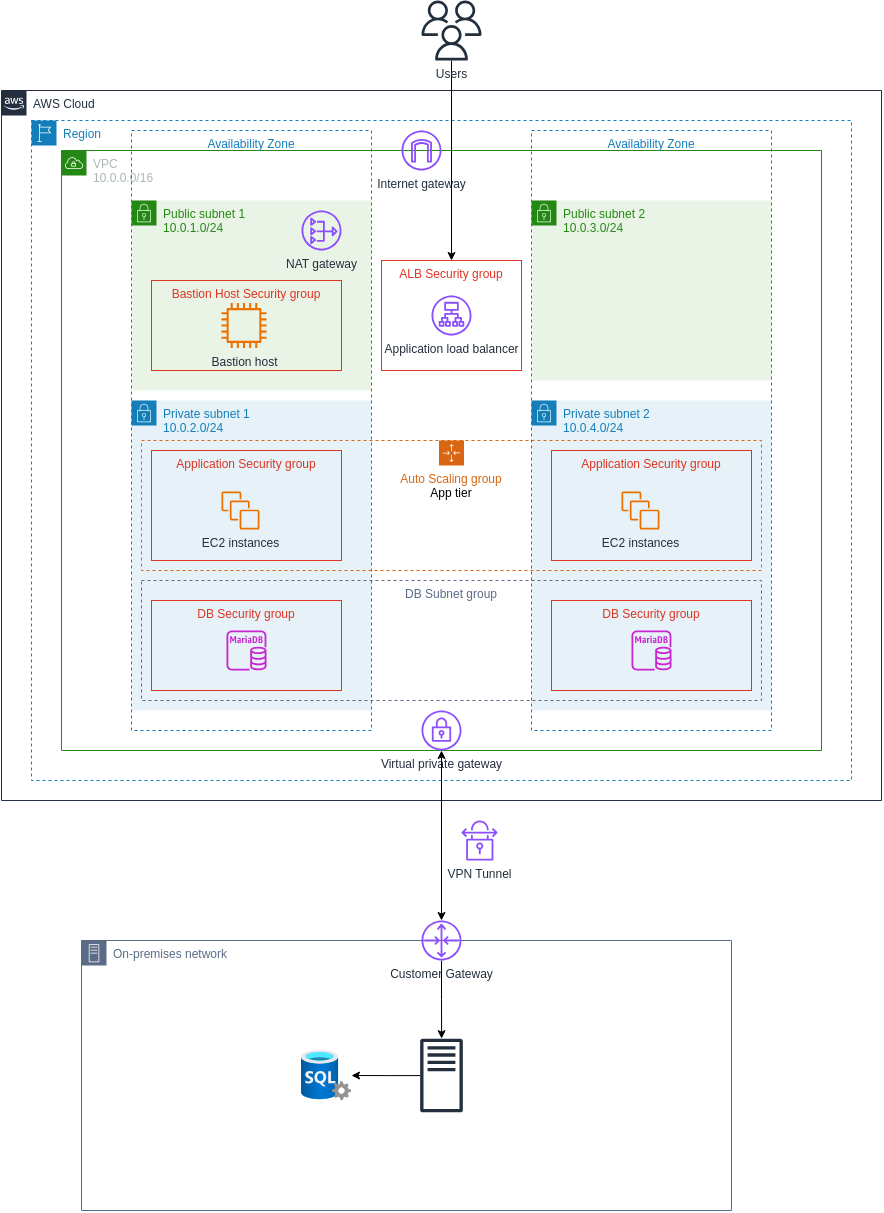 Users
aws
AWS Cloud
Region
Availability Zone
Availability Zone
VPC
10.0.0.0/16
Internet gateway
Public subnet 1
10.0.1.0/24
Public subnet 2
10.0.3.0/24
NAT gateway
ALB Security group
Bastion Host Security group
Application load balancer
Bastion host
Private subnet 1
10.0.2.0/24
Private subnet 2
10.0.4.0/24
Application Security group
Auto Scaling group
App tier
Application Security group
EC2 instances
EC2 instances
DB Subnet group
DB Security group
DB Security group
MariaDB
MariaDB
Virtual private gateway
VPN Tunnel
On-premises network
Customer Gateway
SQL